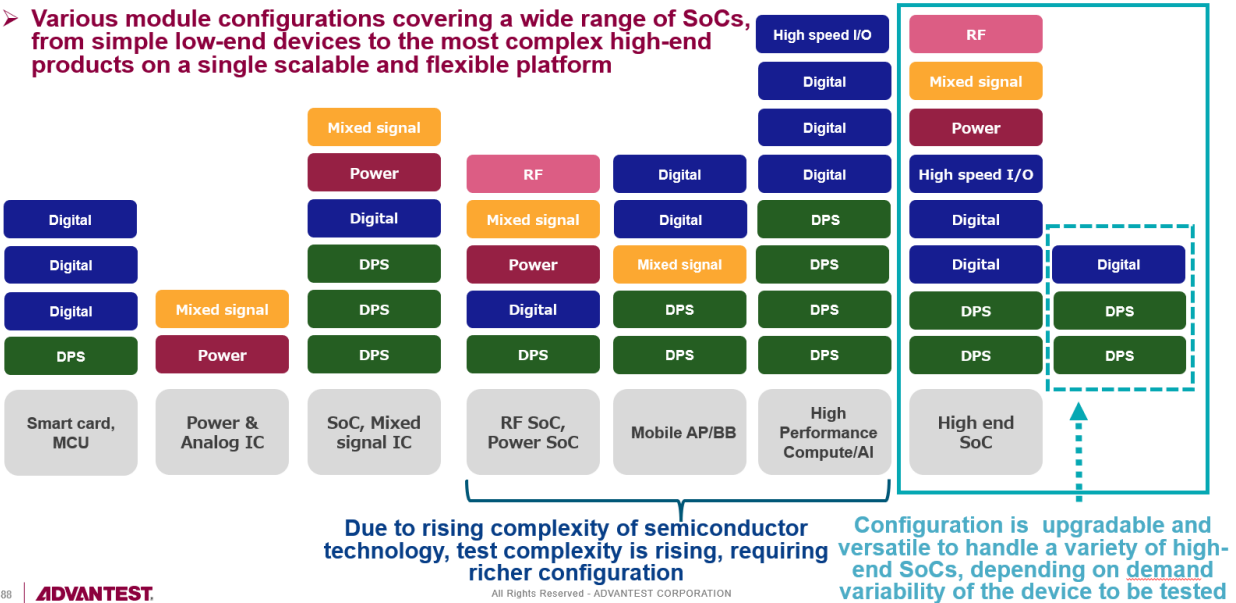 ➢ Various module configurations covering a wide range of SoCs,
from simple low-end devices to the most complex high-end
products on a single scalable and flexible platform
Digital
Digital
Digital
DPS
Smart card,
MCU
Mixed signal
Power
Power &
Analog IC
Mixed signal
Power
Digital
DPS
DPS
DPS
SoC, Mixed
signal IC
RF
Mixed signal
Power
Digital
DPS
RF SoC,
Power SoC
Digital
Digital
Mixed signal
DPS
DPS
Mobile AP/BB
High speed I/O
Digital
Digital
Digital
DPS
DPS
DPS
DPS
High
Performance
Compute/AI
RF
Mixed signal
Power
High speed I/O
Digital
Digital
DPS
DPS
High end
SoC
Digital
DPS
DPS
Due to rising complexity of semiconductor
technology, test complexity is rising, requiring
richer configuration
Configuration is upgradable and
versatile to handle a variety of high-
end SoCs, depending on demand
variability of the device to be tested
88
ADVANTEST.
All Rights Reserved - ADVANTEST CORPORATION